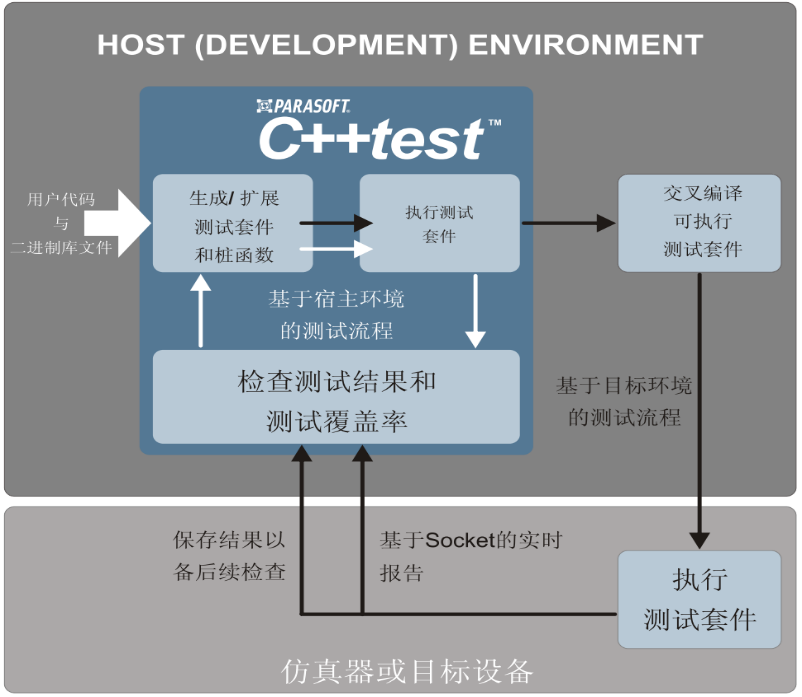 HOST (DEVELOPMENT) ENVIRONMENT
PARASOFT®
C++test™
用户代码
与
二进制库文件
生成/ 扩展
测试套件
和桩函数
执行测试
套件
交叉编译
可执行
测试套件
基于宿主环境
的测试流程
检查测试结果和
测试覆盖率
基于目标环境
的测试流程
保存结果以
备后续检查
基于Socket的实时
报告
执行
测试套件
仿真器或目标设备